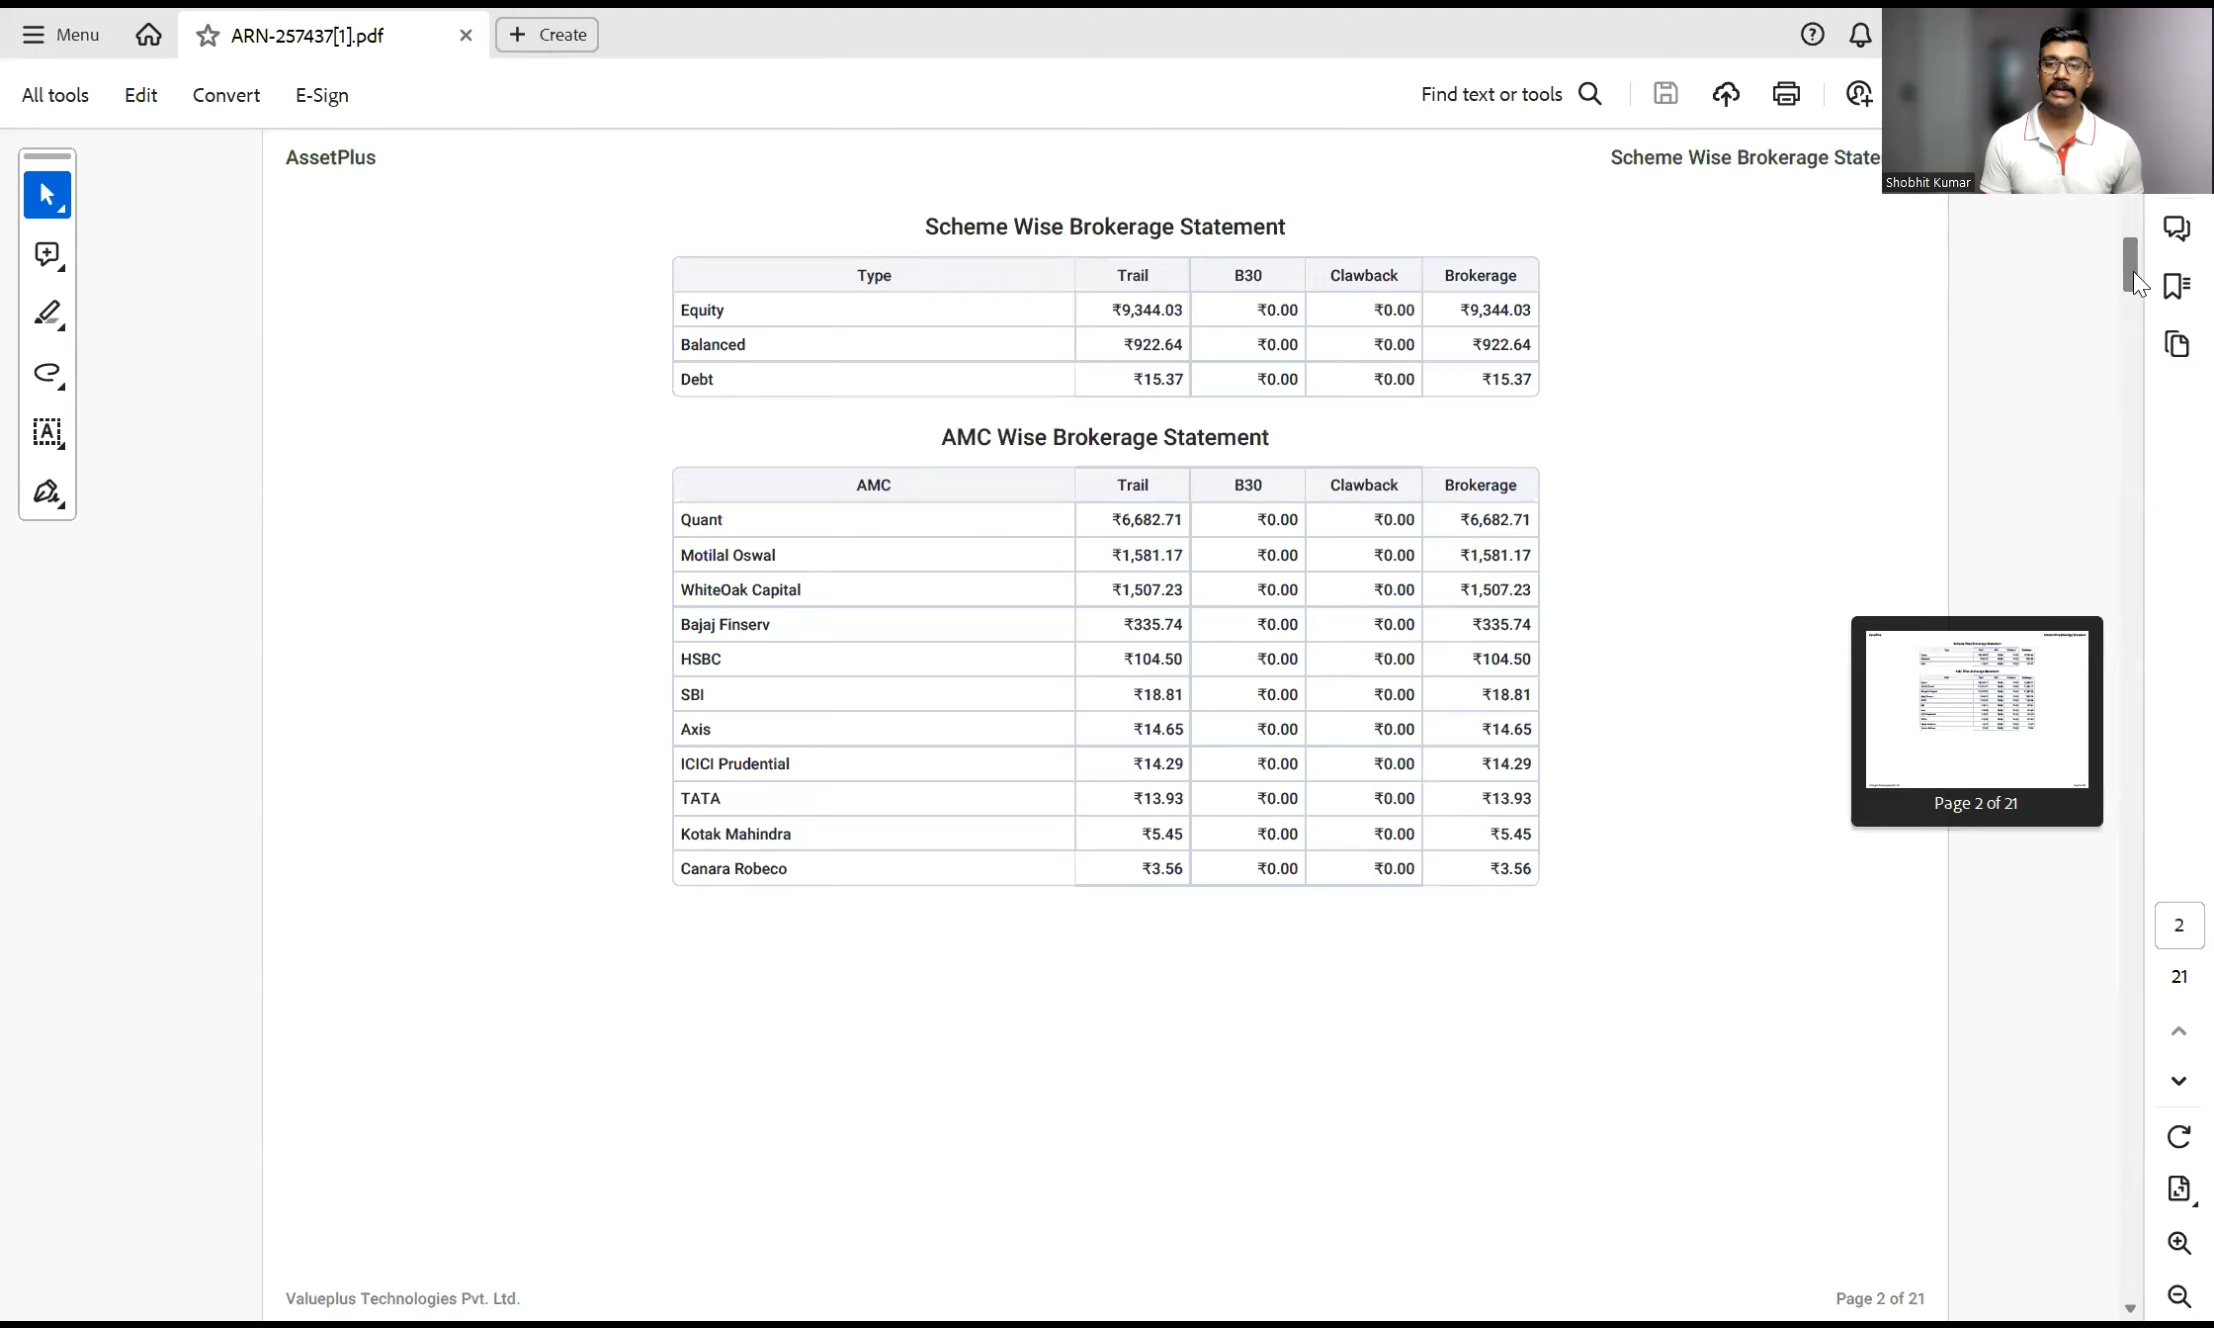 Menu
ARN-257437[1].pdf
Create
All tools Edit Convert E-Sign
Find text or tools
Shobhit Kumar
AssetPlus
Scheme Wise Brokerage State
Scheme Wise Brokerage Statement
Type Trail B30 Clawback Brokerage
Equity ₹9,344.03 ₹0.00 ₹0.00 ₹9,344.03
Balanced ₹922.64 ₹0.00 ₹0.00 ₹922.64
Debt ₹15.37 ₹0.00 ₹0.00 ₹15.37
AMC Wise Brokerage Statement
AMC Trail B30 Clawback Brokerage
Quant ₹6,682.71 ₹0.00 ₹0.00 ₹6,682.71
Motilal Oswal ₹1,581.17 ₹0.00 ₹0.00 ₹1,581.17
WhiteOak Capital ₹1,507.23 ₹0.00 ₹0.00 ₹1,507.23
Bajaj Finserv ₹335.74 ₹0.00 ₹0.00 ₹335.74
HSBC ₹104.50 ₹0.00 ₹0.00 ₹104.50
SBI ₹18.81 ₹0.00 ₹0.00 ₹18.81
Axis ₹14.65 ₹0.00 ₹0.00 ₹14.65
ICICI Prudential ₹14.29 ₹0.00 ₹0.00 ₹14.29
TATA ₹13.93 ₹0.00 ₹0.00 ₹13.93
Kotak Mahindra ₹5.45 ₹0.00 ₹0.00 ₹5.45
Canara Robeco ₹3.56 ₹0.00 ₹0.00 ₹3.56
Page 2 of 21
2
21
Valueplus Technologies Pvt. Ltd.
Page 2 of 21